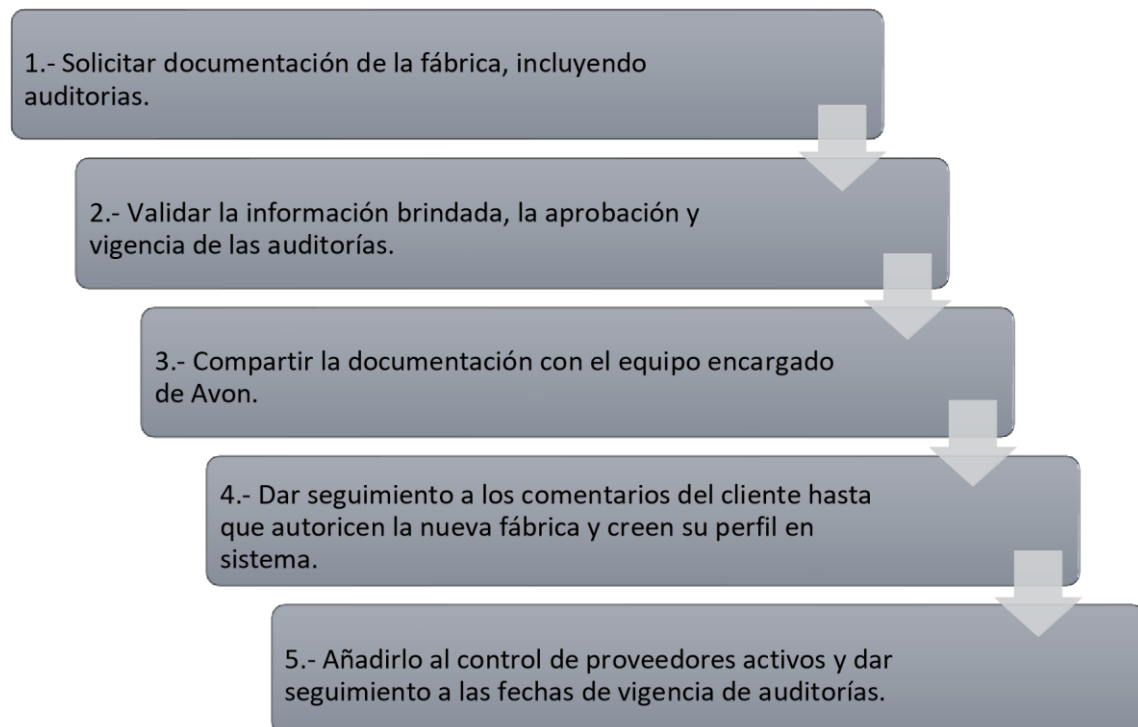 1.- Solicitar documentación de la fábrica, incluyendo
auditorias.
2.- Validar la información brindada, la aprobación y
vigencia de las auditorías.
3.- Compartir la documentación con el equipo encargado
de Avon.
4.- Dar seguimiento a los comentarios del cliente hasta
que autoricen la nueva fábrica y creen su perfil en
sistema.
5.- Añadirlo al control de proveedores activos y dar
seguimiento a las fechas de vigencia de auditorías.